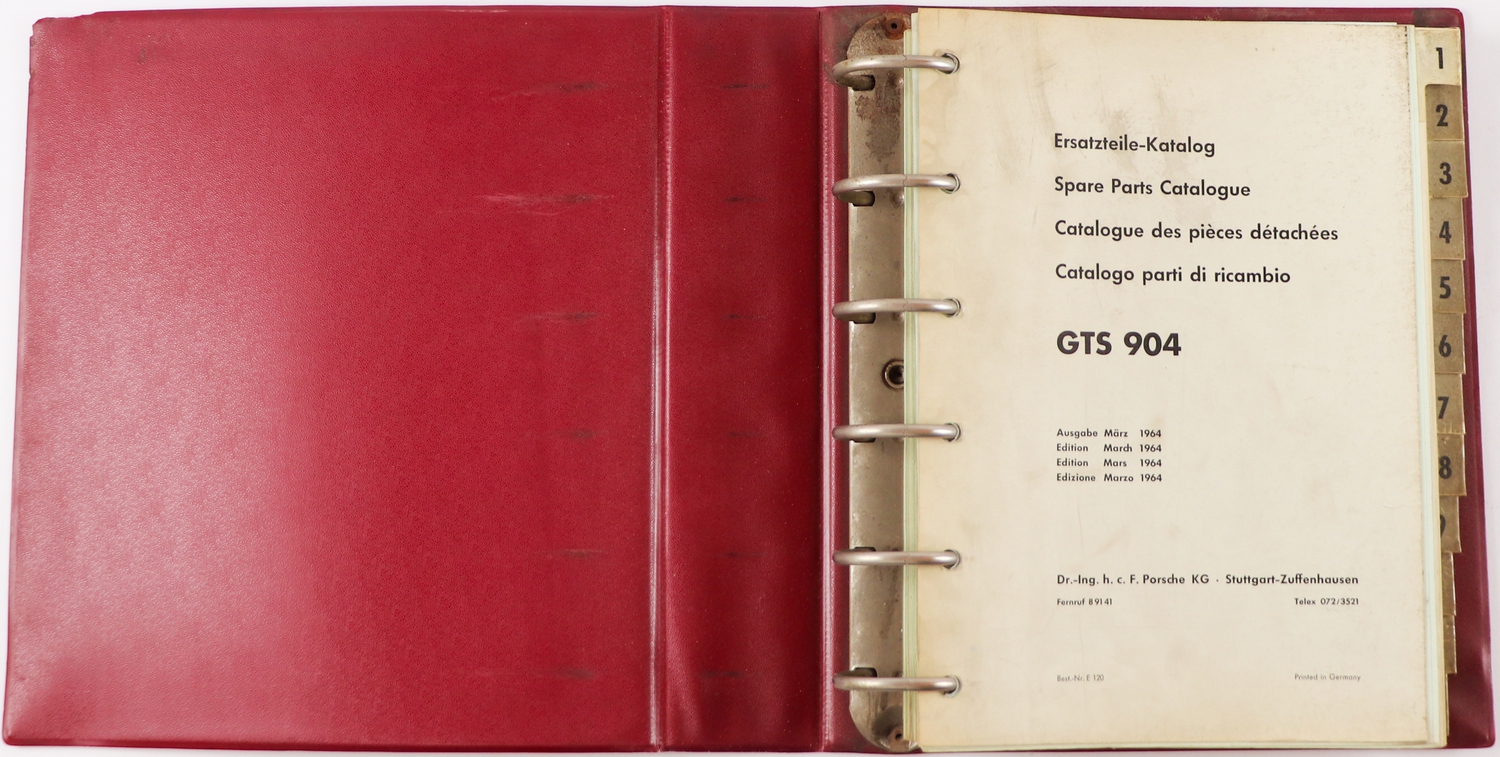 Ersatzteile-Katalog
Spare Parts Catalogue
Catalogue des pièces détachées
Catalogo parti di ricambio
GTS 904
Ausgabe März 1964
Edition March 1964
Edition Mars 1964
Edizione Marzo 1964
Dr.-Ing. h. c. F. Porsche KG · Stuttgart-Zuffenhausen
Fernruf 8 91 41 Telex 072/3521
Best.-Nr. E 120 Printed in Germany
1
2
3
4
5
6
7
8
9